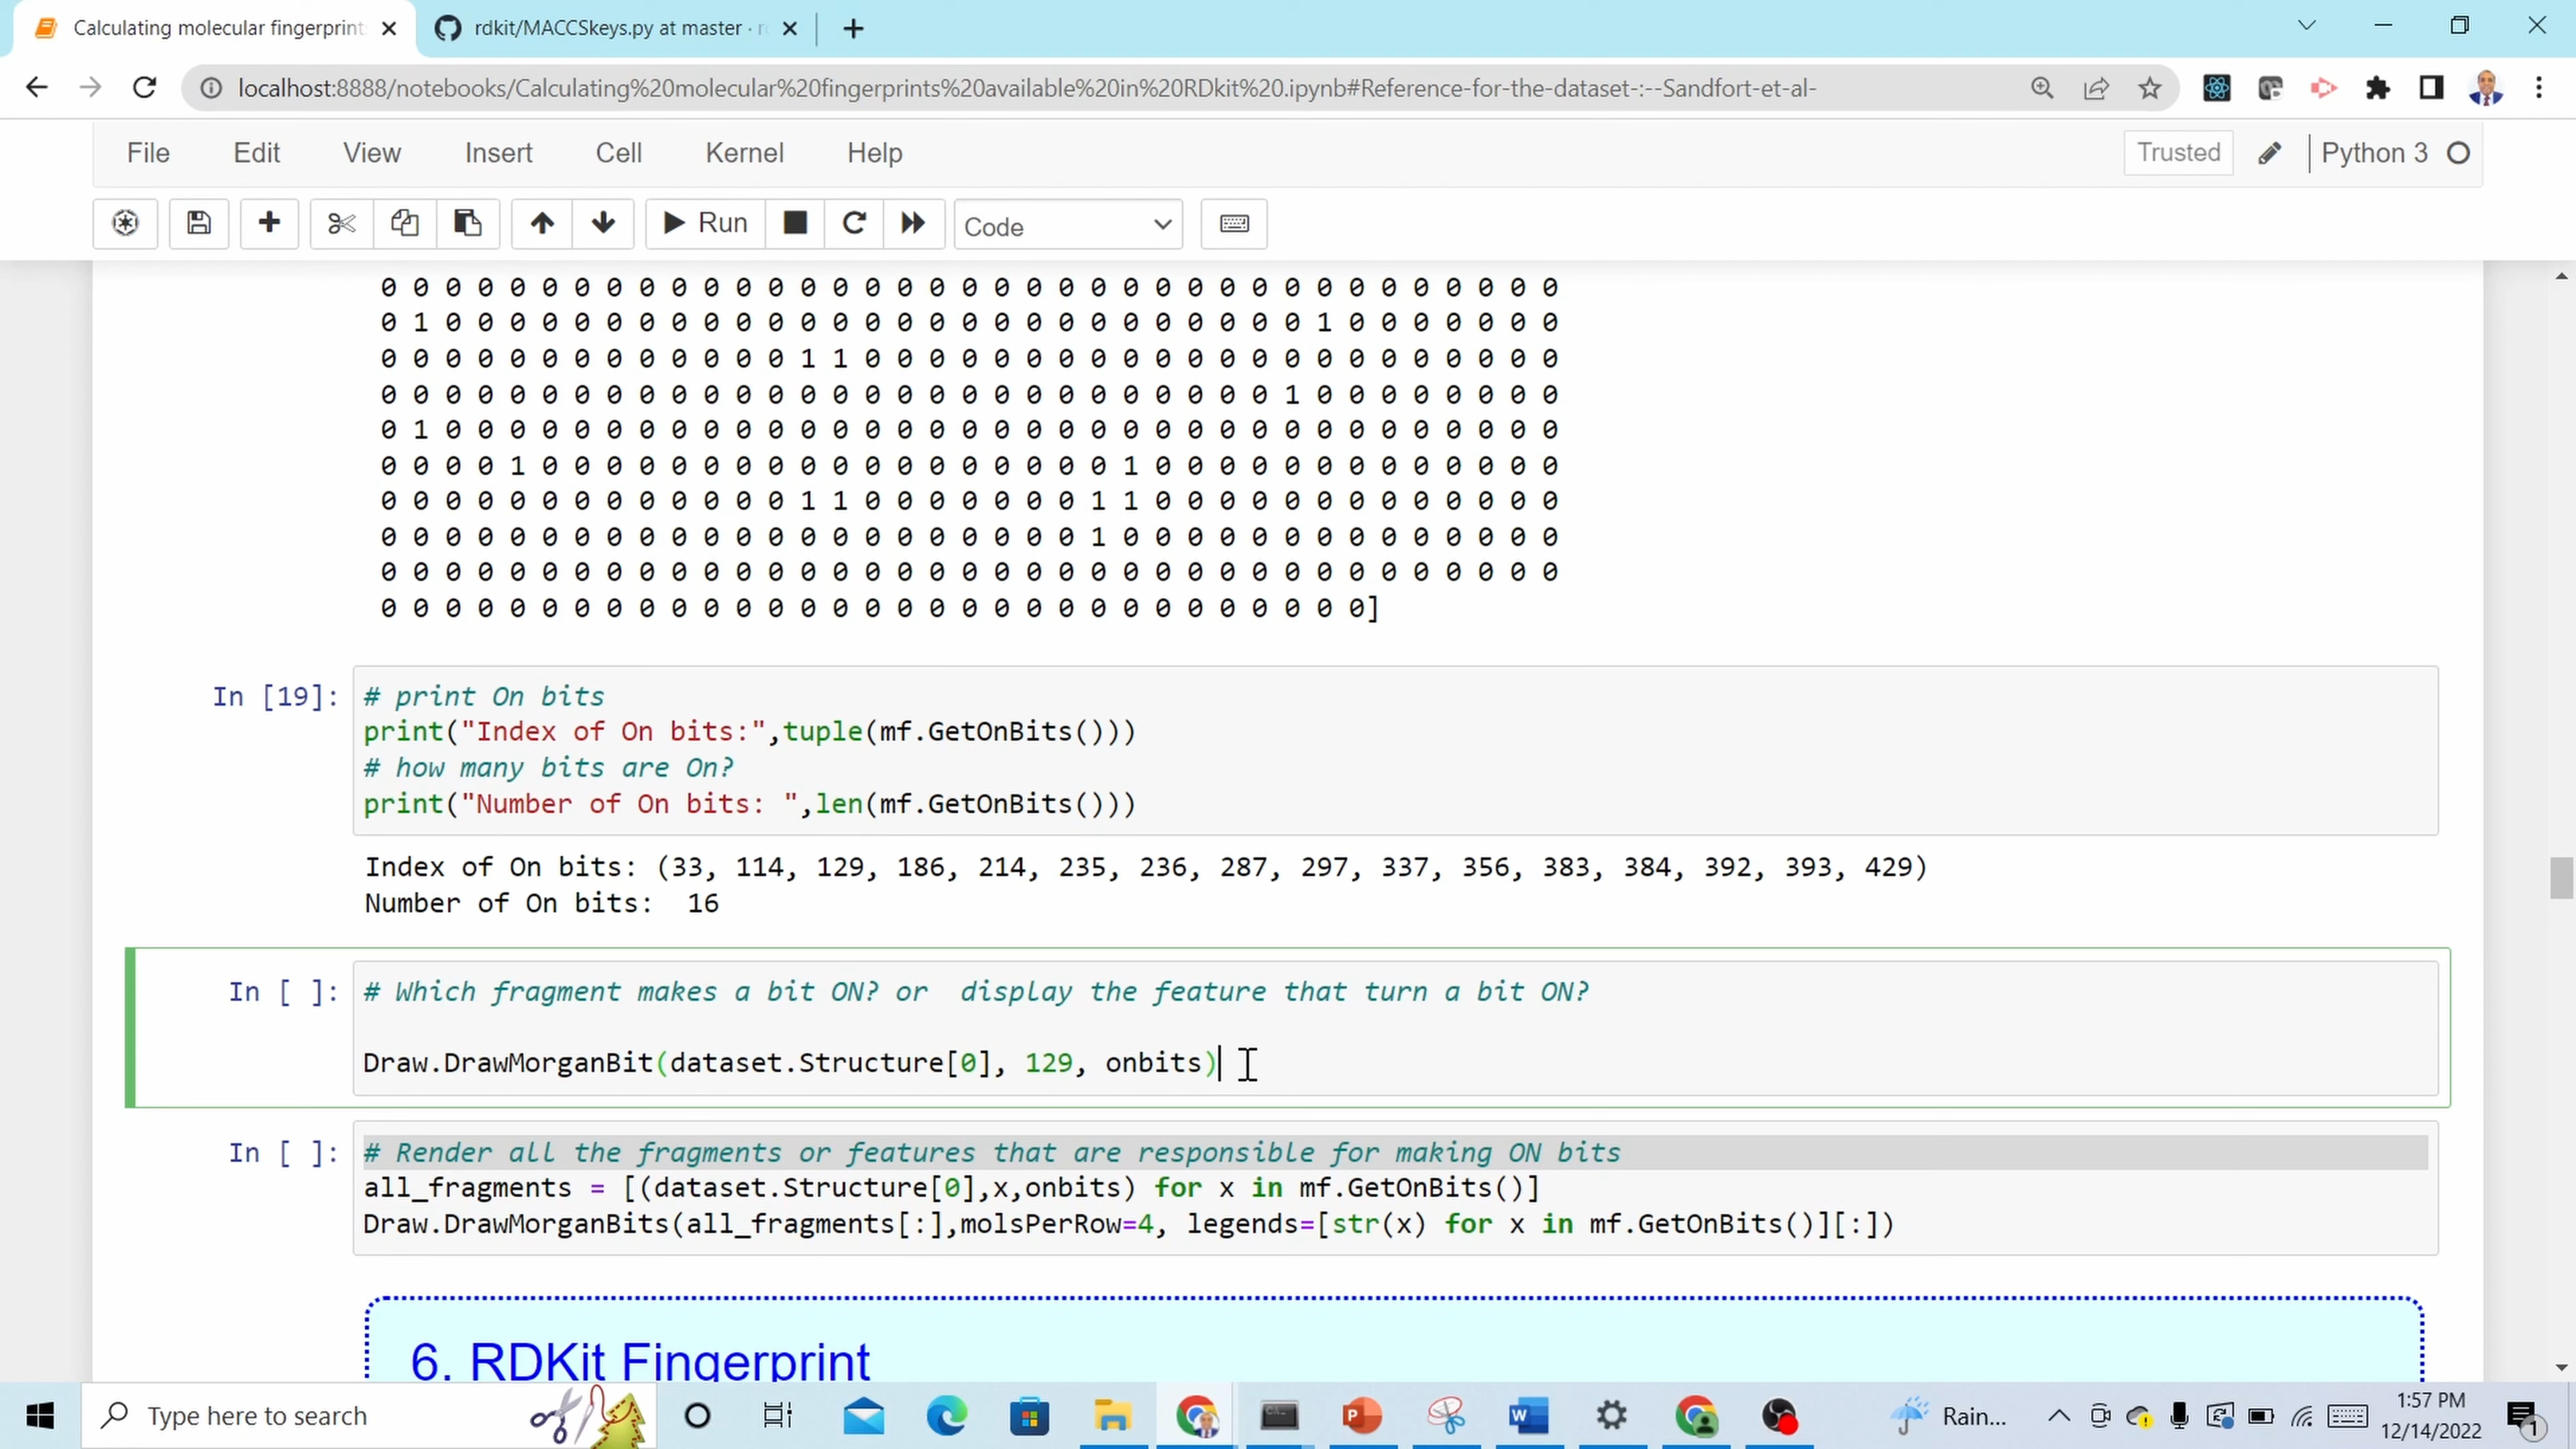 Calculating molecular fingerprint
rdkit/MACCSkeys.py at master · r
localhost:8888/notebooks/Calculating%20molecular%20fingerprints%20available%20in%20RDkit%20.ipynb#Reference-for-the-dataset-:--Sandfort-et-al-
File Edit View Insert Cell Kernel Help Trusted Python 3
Run Code
0 0 0 0 0 0 0 0 0 0 0 0 0 0 0 0 0 0 0 0 0 0 0 0 0 0 0 0 0 0 0 0 0 0 0 0 0
0 1 0 0 0 0 0 0 0 0 0 0 0 0 0 0 0 0 0 0 0 0 0 0 0 0 0 0 0 1 0 0 0 0 0 0 0
0 0 0 0 0 0 0 0 0 0 0 0 0 1 1 0 0 0 0 0 0 0 0 0 0 0 0 0 0 0 0 0 0 0 0 0 0
0 0 0 0 0 0 0 0 0 0 0 0 0 0 0 0 0 0 0 0 0 0 0 0 0 0 0 0 1 0 0 0 0 0 0 0 0
0 1 0 0 0 0 0 0 0 0 0 0 0 0 0 0 0 0 0 0 0 0 0 0 0 0 0 0 0 0 0 0 0 0 0 0 0
0 0 0 0 1 0 0 0 0 0 0 0 0 0 0 0 0 0 0 0 0 0 0 1 0 0 0 0 0 0 0 0 0 0 0 0 0
0 0 0 0 0 0 0 0 0 0 0 0 0 1 1 0 0 0 0 0 0 0 1 1 0 0 0 0 0 0 0 0 0 0 0 0 0
0 0 0 0 0 0 0 0 0 0 0 0 0 0 0 0 0 0 0 0 0 0 1 0 0 0 0 0 0 0 0 0 0 0 0 0 0
0 0 0 0 0 0 0 0 0 0 0 0 0 0 0 0 0 0 0 0 0 0 0 0 0 0 0 0 0 0 0 0 0 0 0 0 0
0 0 0 0 0 0 0 0 0 0 0 0 0 0 0 0 0 0 0 0 0 0 0 0 0 0 0 0 0 0 0]
In [19]: # print On bits
print("Index of On bits:",tuple(mf.GetOnBits()))
# how many bits are On?
print("Number of On bits: ",len(mf.GetOnBits()))
Index of On bits: (33, 114, 129, 186, 214, 235, 236, 287, 297, 337, 356, 383, 384, 392, 393, 429)
Number of On bits:  16
In [ ]: # Which fragment makes a bit ON? or  display the feature that turn a bit ON?
Draw.DrawMorganBit(dataset.Structure[0], 129, onbits)
In [ ]: # Render all the fragments or features that are responsible for making ON bits
all_fragments = [(dataset.Structure[0],x,onbits) for x in mf.GetOnBits()]
Draw.DrawMorganBits(all_fragments[:],molsPerRow=4, legends=[str(x) for x in mf.GetOnBits()][:])
6. RDKit Fingerprint
Type here to search
Rain...
1:57 PM
12/14/2022
1